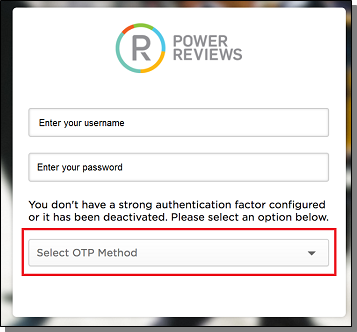 R POWER
REVIEWS
Enter your username
Enter your password
You don't have a strong authentication factor configured
or it has been deactivated. Please select an option below.
Select OTP Method